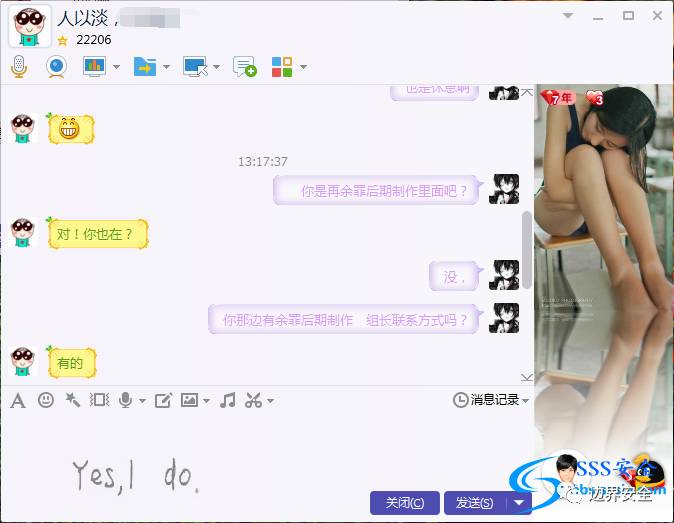 人以淡,
22206
也是休息啊
7年
3
13:17:37
你是再余罪后期制作里面吧？
对！你也在？
没，
你那边有余罪后期制作 组长联系方式吗？
有的
消息记录
Yes,I do.
SSS安全
边界安全
关闭(C)
发送(S)